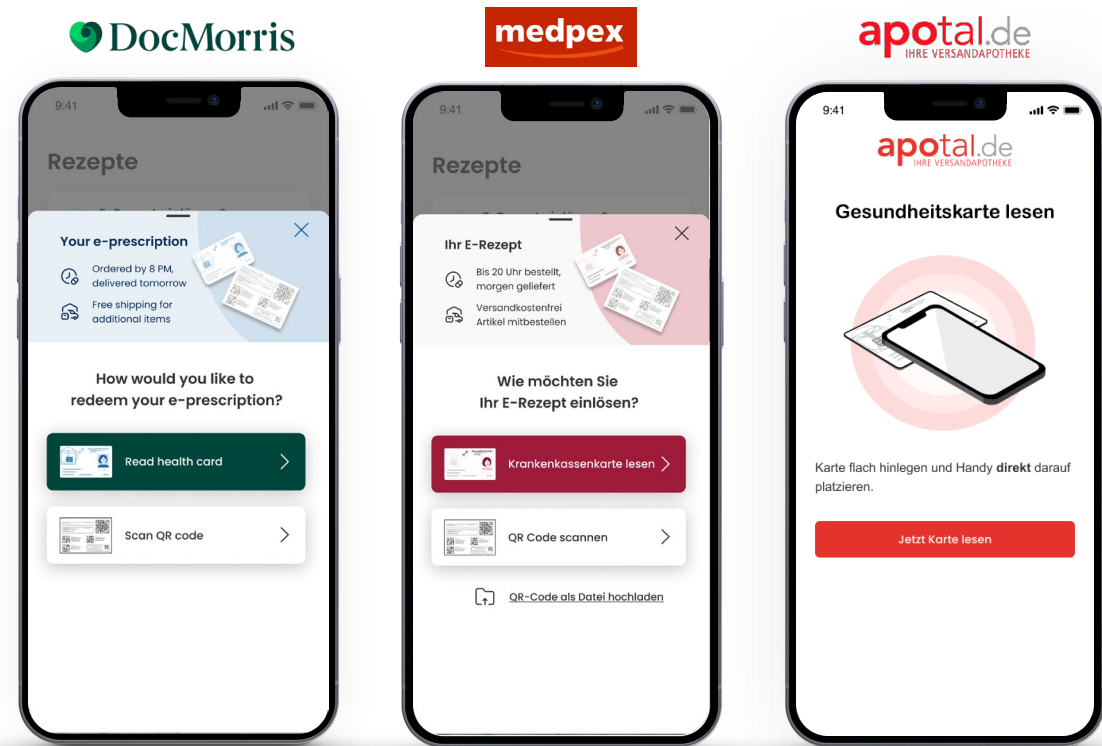 DocMorris
9:41
Rezepte
Your e-prescription
Ordered by 8 PM,
delivered tomorrow
Free shipping for
additional items
How would you like to
redeem your e-prescription?
Read health card
Scan QR code
medpex
9:41
Rezepte
Ihr E-Rezept
Bis 20 Uhr bestellt,
morgen geliefert
Versandkostenfrei
Artikel mitbestellen
Wie möchten Sie
Ihr E-Rezept einlösen?
Krankenkassenkarte lesen
QR Code scannen
QR-Code als Datei hochladen
apotal.de
IHRE VERSANDAPOTHEKE
9:41
apotal.de
IHRE VERSANDAPOTHEKE
Gesundheitskarte lesen
Karte flach hinlegen und Handy direkt darauf
platzieren.
Jetzt Karte lesen